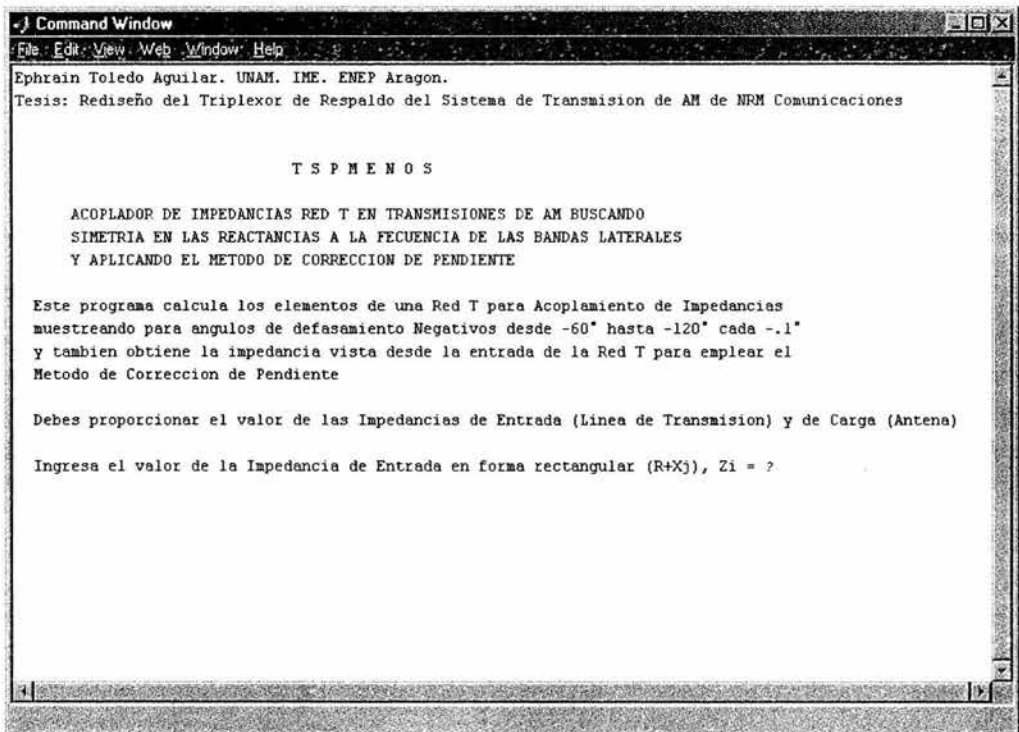 Command Window
File Edit View Web Window Help
Ephrain Toledo Aguilar. UNAM. IME. ENEP Aragon.
Tesis: Rediseño del Triplexor de Respaldo del Sistema de Transmision de AM de NRM Comunicaciones
T S P M E N O S
ACOPLADOR DE IMPEDANCIAS RED T EN TRANSMISIONES DE AM BUSCANDO
SIMETRIA EN LAS REACTANCIAS A LA FECUENCIA DE LAS BANDAS LATERALES
Y APLICANDO EL METODO DE CORRECCION DE PENDIENTE
Este programa calcula los elementos de una Red T para Acoplamiento de Impedancias
muestreando para angulos de defasamiento Negativos desde -60° hasta -120° cada -.1°
y tambien obtiene la impedancia vista desde la entrada de la Red T para emplear el
Metodo de Correccion de Pendiente
Debes proporcionar el valor de las Impedancias de Entrada (Linea de Transmision) y de Carga (Antena)
Ingresa el valor de la Impedancia de Entrada en forma rectangular (R+Xj), Zi = ?